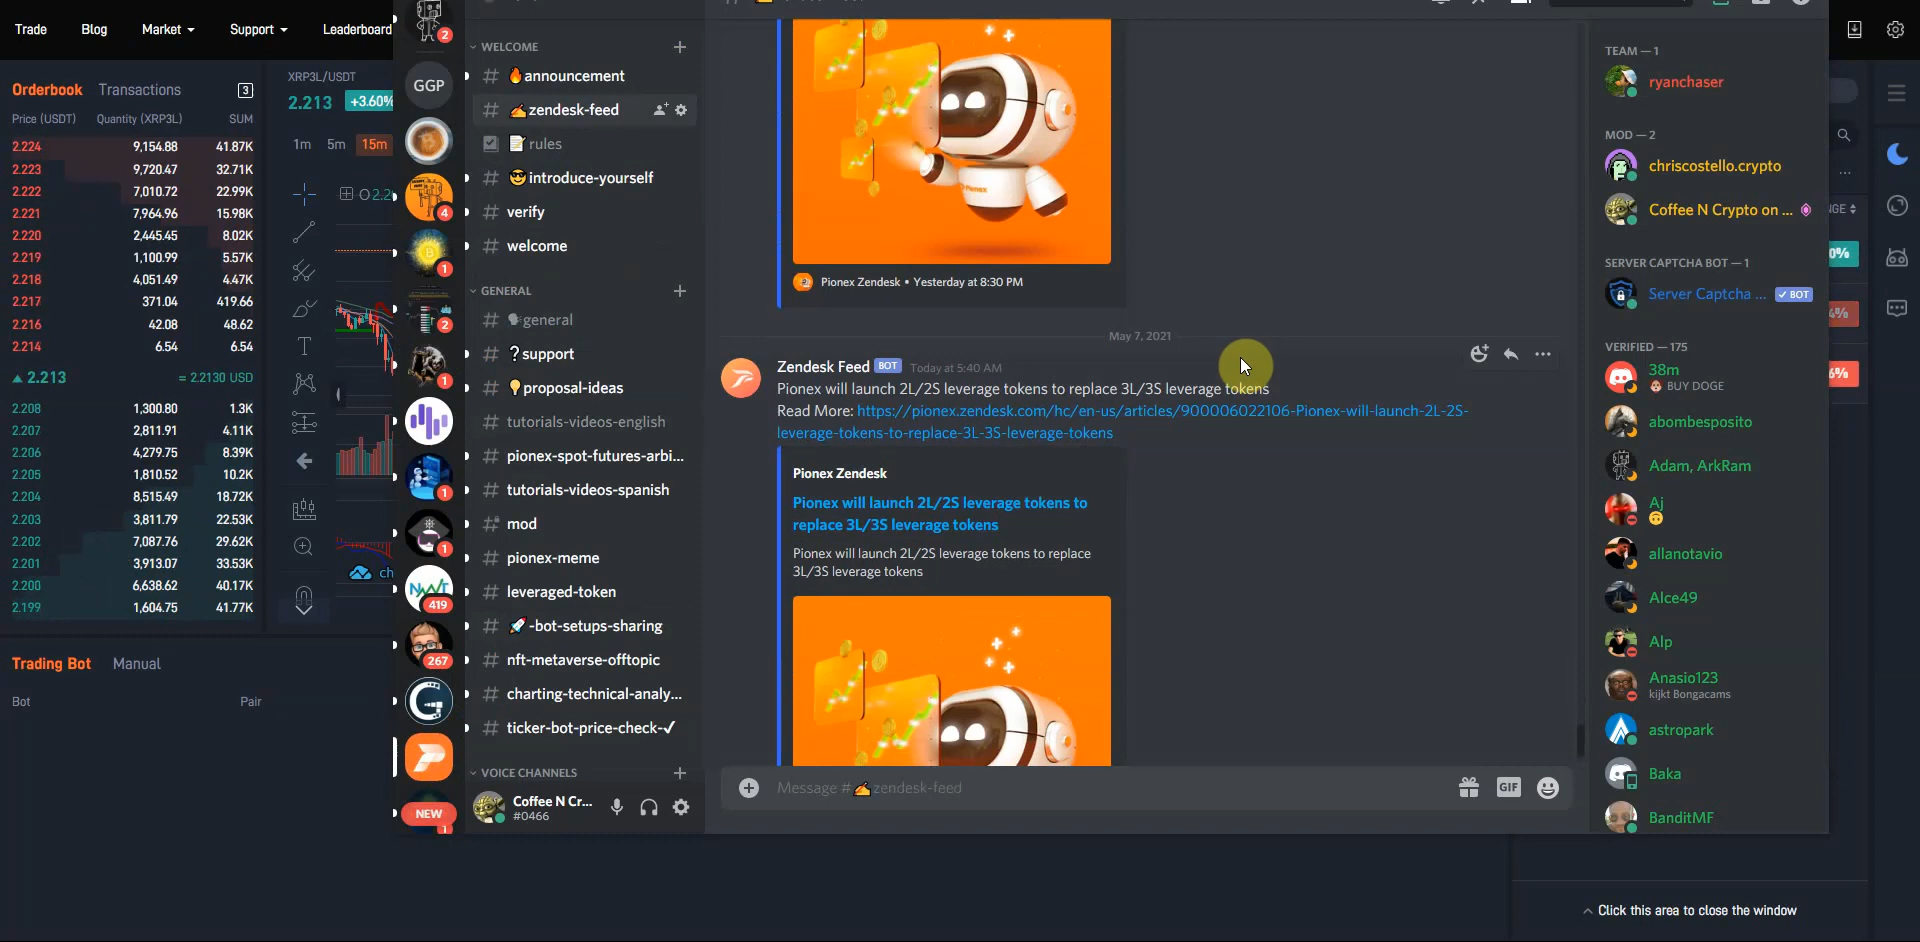 Trade Blog Market Support Leaderboard
Orderbook Transactions 3
Price (USDT) Quantity (XRP3L) SUM
2.224 9,154.88 41.87K
2.223 9,720.47 32.71K
2.222 7,010.72 22.99K
2.221 7,964.96 15.98K
2.220 2,445.45 8.02K
2.219 1,100.99 5.57K
2.218 4,051.49 4.47K
2.217 371.04 419.66
2.216 42.08 48.62
2.214 6.54 6.54
▲ 2.213 = 2.2130 USD
2.208 1,300.80 1.3K
2.207 2,811.91 4.11K
2.206 4,279.75 8.39K
2.205 1,810.52 10.2K
2.204 8,515.49 18.72K
2.203 3,811.79 22.53K
2.202 7,087.76 29.62K
2.201 3,913.07 33.53K
2.200 6,638.62 40.17K
2.199 1,604.75 41.77K
Trading Bot Manual
Bot Pair
XRP3L/USDT
2.213 +3.60%
1m 5m 15m
2
GGP
4
1
2
1
1
1
419
267
NEW
WELCOME
# 🔥announcement
# ✍zendesk-feed
📝rules
# 😎introduce-yourself
# verify
# welcome
GENERAL
# 🗣general
# ❔support
# 💡proposal-ideas
# tutorials-videos-english
# pionex-spot-futures-arbi...
# tutorials-videos-spanish
# mod
# pionex-meme
# leveraged-token
# 🚀-bot-setups-sharing
# nft-metaverse-offtopic
# charting-technical-analy...
# ticker-bot-price-check-✓
VOICE CHANNELS
Coffee N Cr...
#0466
Pionex
Pionex Zendesk • Yesterday at 8:30 PM
May 7, 2021
Zendesk Feed BOT Today at 5:40 AM
Pionex will launch 2L/2S leverage tokens to replace 3L/3S leverage tokens
Read More: https://pionex.zendesk.com/hc/en-us/articles/900006022106-Pionex-will-launch-2L-2S-
leverage-tokens-to-replace-3L-3S-leverage-tokens
Pionex Zendesk
Pionex will launch 2L/2S leverage tokens to
replace 3L/3S leverage tokens
Pionex will launch 2L/2S leverage tokens to replace
3L/3S leverage tokens
Message #✍zendesk-feed
GIF
TEAM — 1
ryanchaser
MOD — 2
chriscostello.crypto
Coffee N Crypto on ...
SERVER CAPTCHA BOT — 1
Server Captcha ... ✓ BOT
VERIFIED — 175
38m
BUY DOGE
abombesposito
Adam, ArkRam
Aj
allanotavio
Alce49
Alp
Anasio123
kijkt Bongacams
astropark
Baka
BanditMF
Click this area to close the window